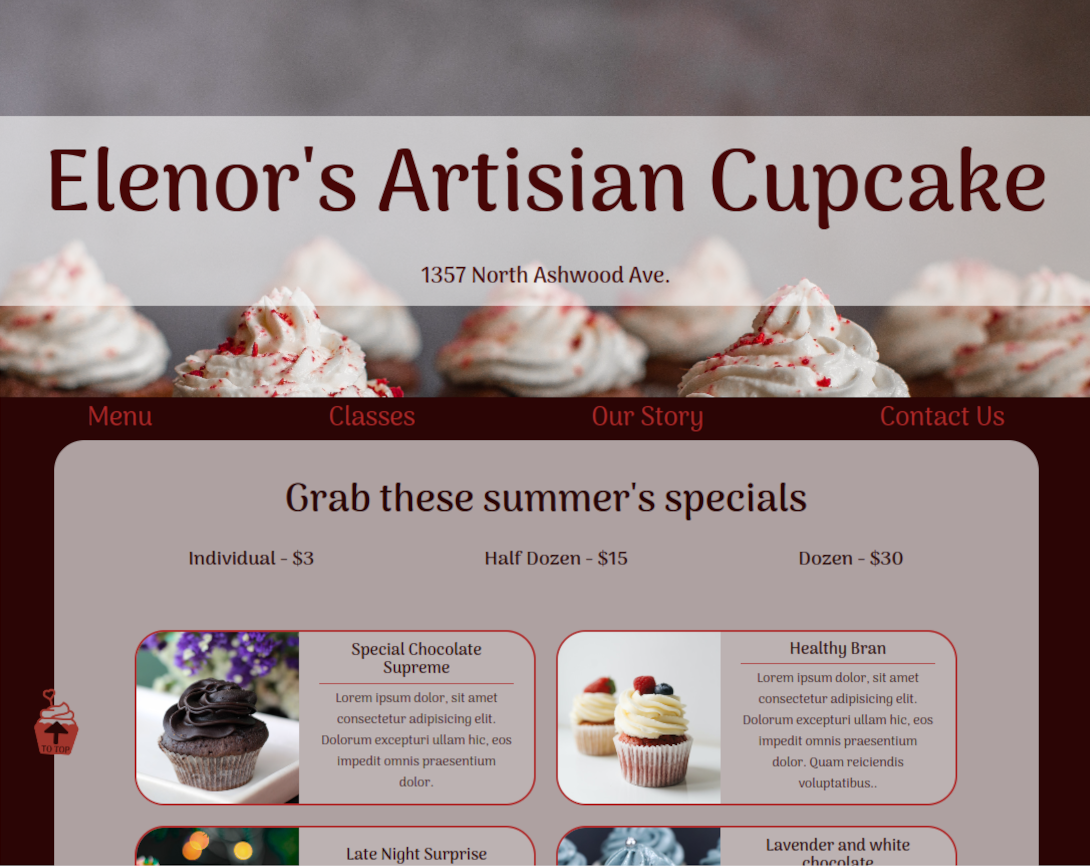 Elenor's Artisian Cupcake
1357 North Ashwood Ave.
Menu Classes Our Story Contact Us
Grab these summer's specials
Individual - $3 Half Dozen - $15 Dozen - $30
Special Chocolate
Supreme
Lorem ipsum dolor, sit amet
consectetur adipisicing elit.
Dolorum excepturi ullam hic, eos
impedit omnis praesentium
dolor.
Healthy Bran
Lorem ipsum dolor, sit amet
consectetur adipisicing elit.
Dolorum excepturi ullam hic, eos
impedit omnis praesentium
dolor. Quam reiciendis
voluptatibus..
TO TOP
Late Night Surprise
Lavender and white
chocolate